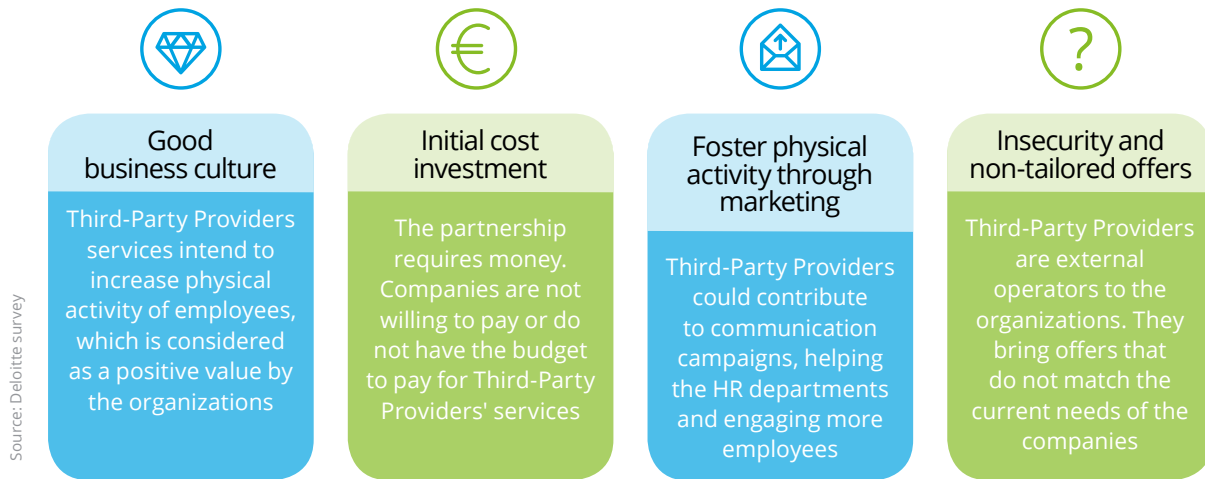 Good
business culture
Third-Party Providers
services intend to
increase physical
activity of employees,
which is considered
as a positive value by
the organizations
€
Initial cost
investment
The partnership
requires money.
Companies are not
willing to pay or do
not have the budget
to pay for Third-Party
Providers' services
Foster physical
activity through
marketing
Third-Party Providers
could contribute
to communication
campaigns, helping
the HR departments
and engaging more
employees
?
Insecurity and
non-tailored offers
Third-Party Providers
are external
operators to the
organizations. They
bring offers that
do not match the
current needs of the
companies
Source: Deloitte survey